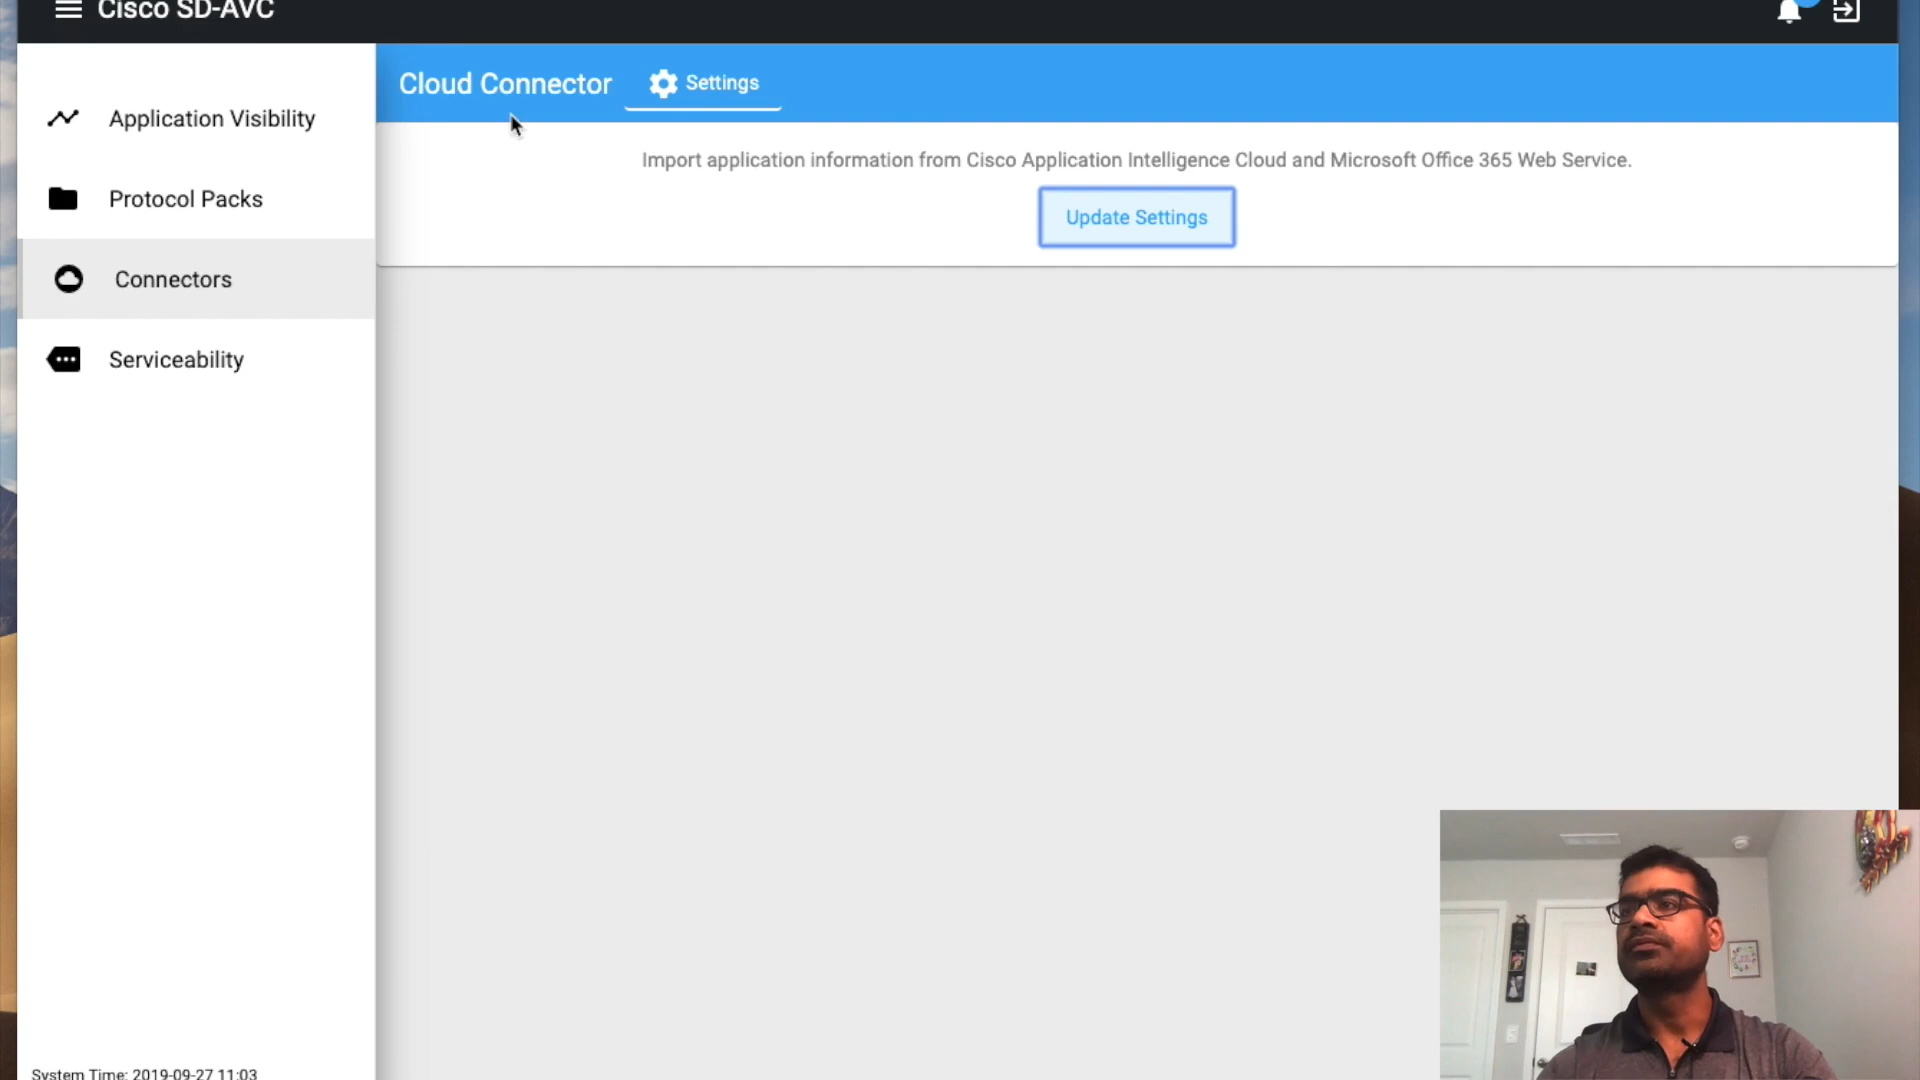 Cisco SD-AVC
Application Visibility
Protocol Packs
Connectors
Serviceability
System Time: 2019-09-27 11:03
Cloud Connector
Settings
Import application information from Cisco Application Intelligence Cloud and Microsoft Office 365 Web Service.
Update Settings